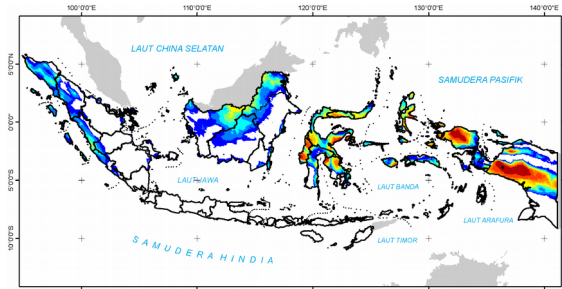 100°0'0"E 110°0'0"E 120°0'0"E 130°0'0"E 140°0'0"E
LAUT CHINA SELATAN
SAMUDERA PASIFIK
5°0'0"N
0°0'0"
5°0'0"S
10°0'0"S
LAUT JAWA
LAUT BANDA
LAUT ARAFURA
LAUT TIMOR
SAMUDERA HINDIA